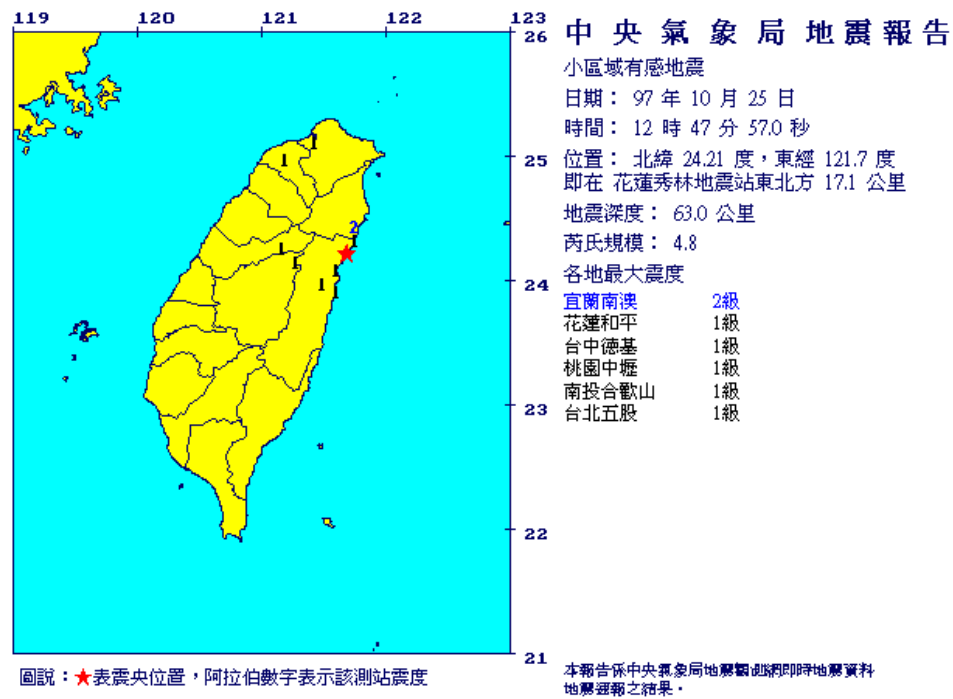 119 120 121 122 123
中央氣象局地震報告
26
小區域有感地震
日期： 97 年 10 月 25 日
時間： 12 時 47 分 57.0 秒
1
1
25
位置： 北緯 24.21 度，東經 121.7 度
即在 花蓮秀林地震站東北方 17.1 公里
地震深度： 63.0 公里
2
1
芮氏規模： 4.8
1
1
1
各地最大震度
1
1
24
宜蘭南澳 2級
花蓮和平 1級
台中德基 1級
桃園中壢 1級
南投合歡山 1級
台北五股 1級
23
22
21
圖說：★表震央位置，阿拉伯數字表示該測站震度
本報告係中央氣象局地震觀測網即時地震資料
地震速報之結果。